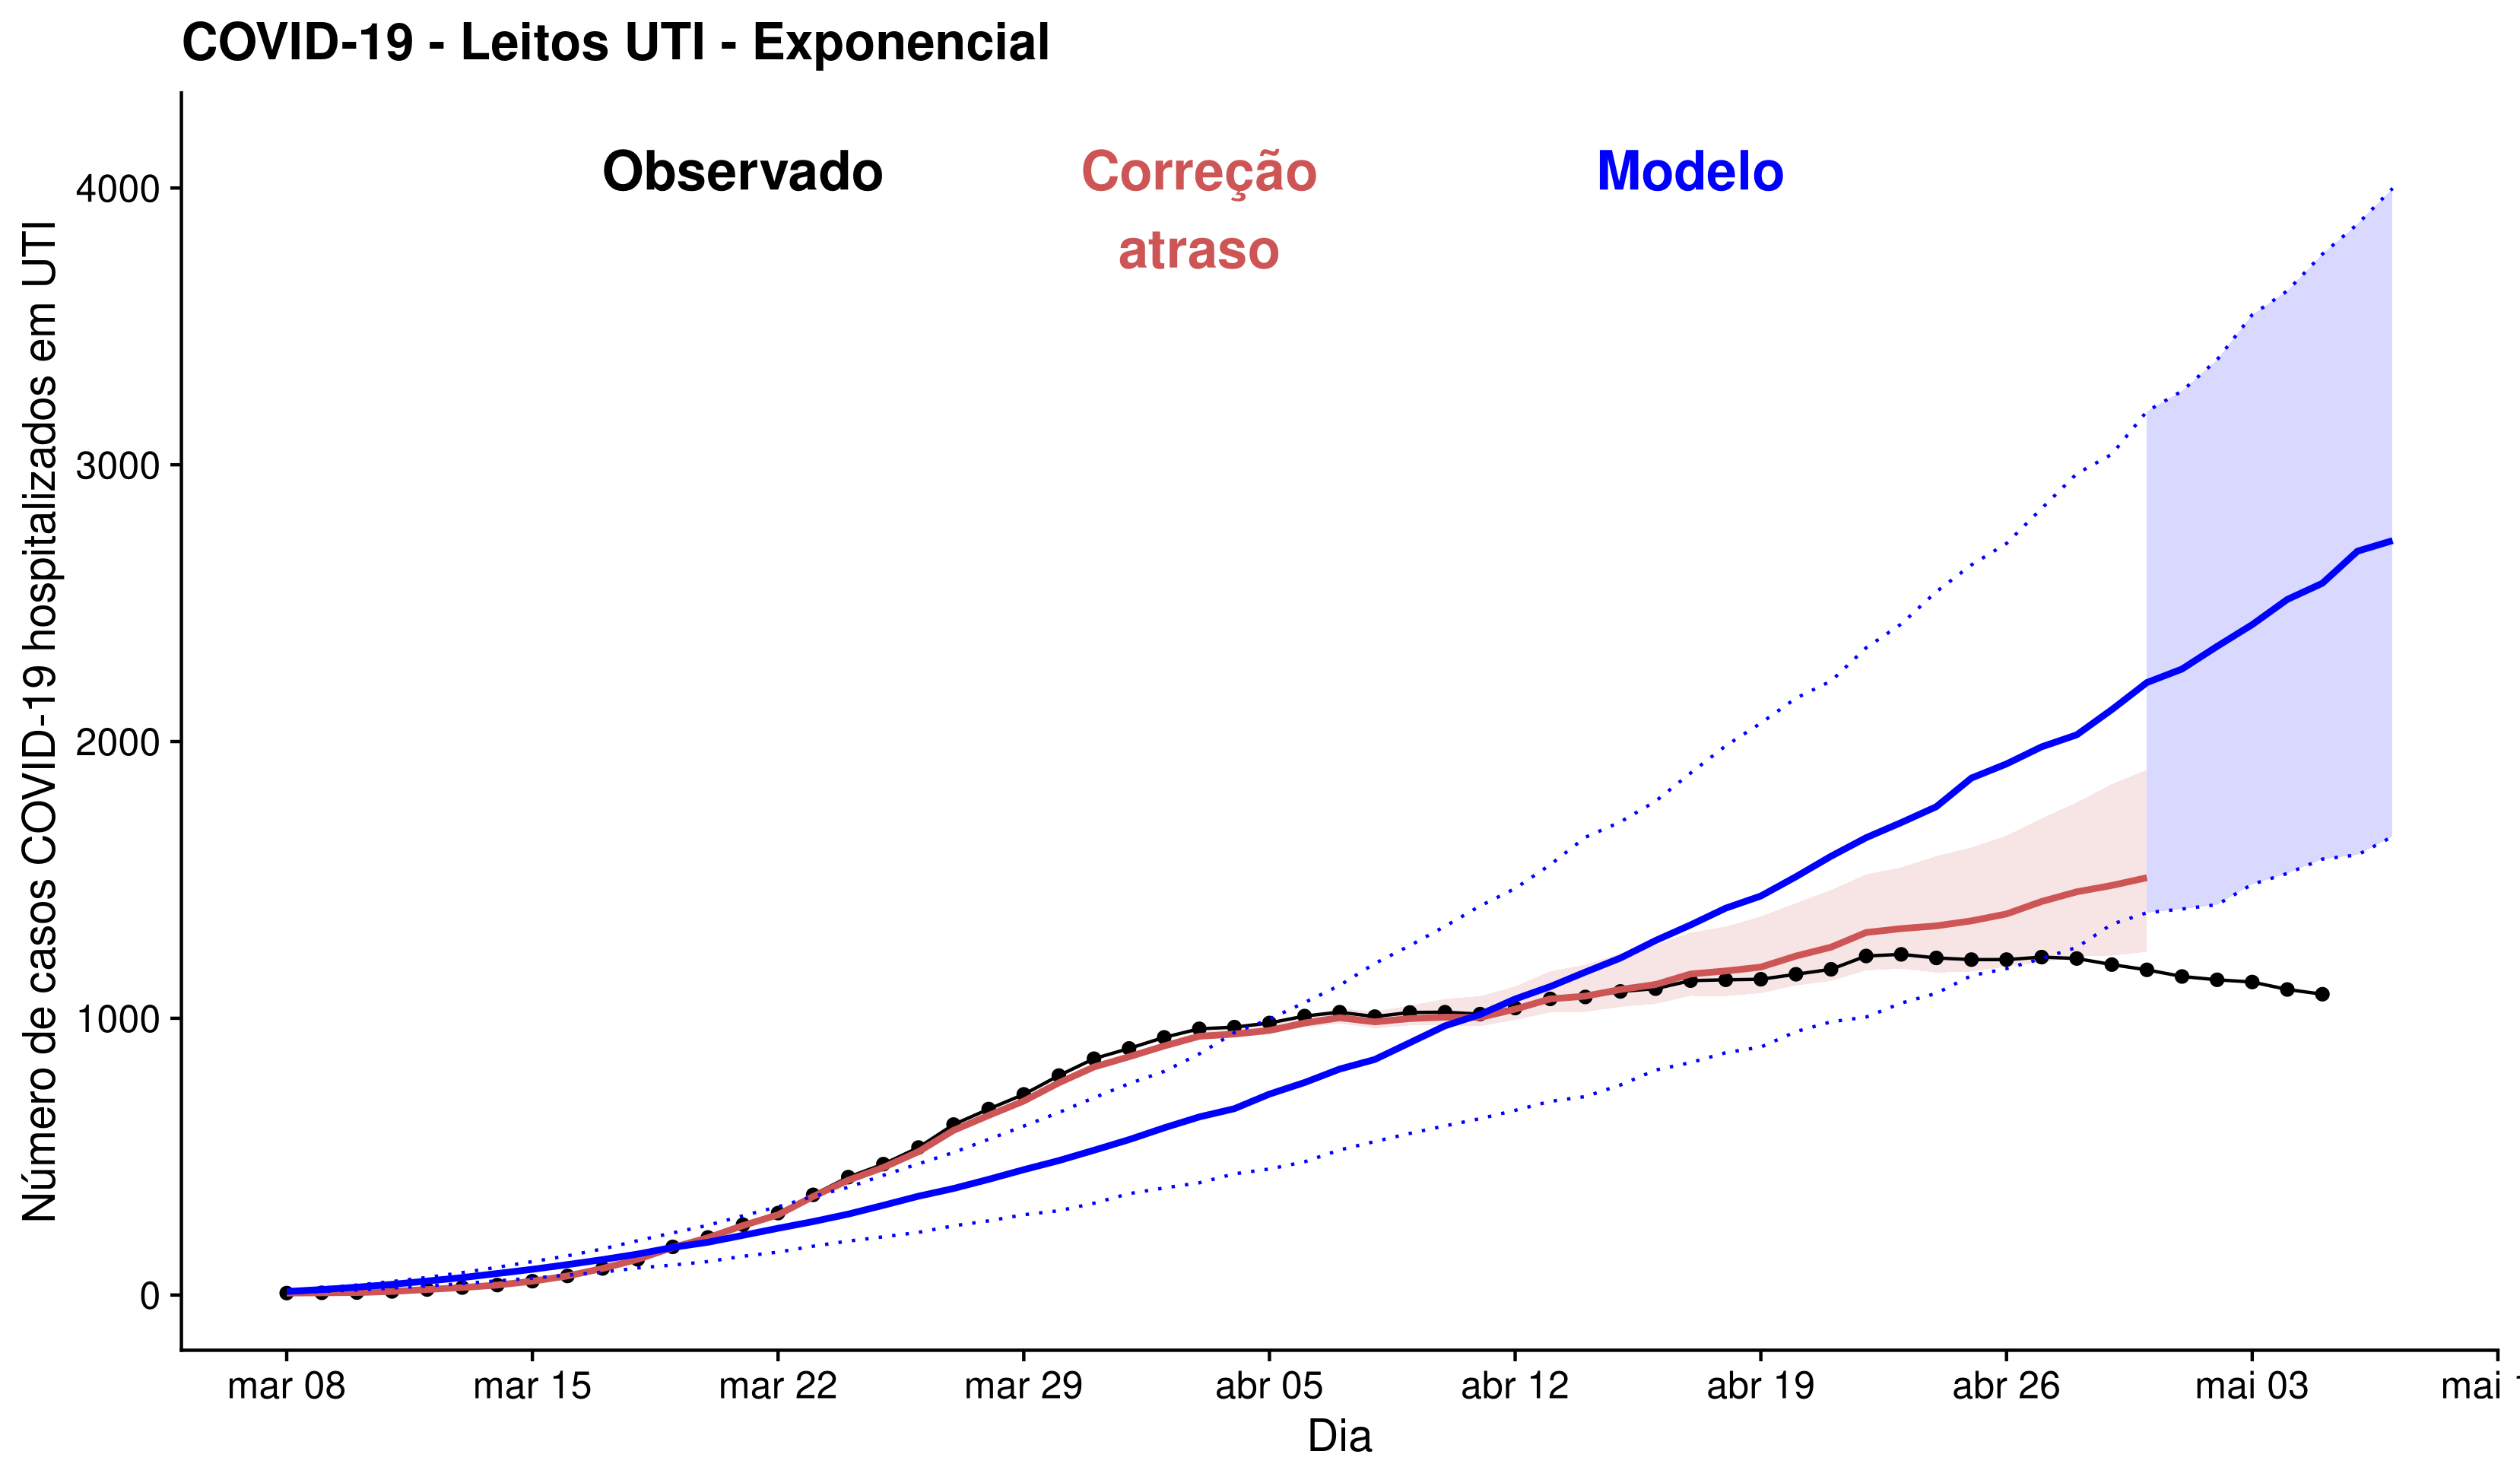 COVID-19 - Leitos UTI - Exponencial
Observado
Correção
atraso
Modelo
Número de casos COVID-19 hospitalizados em UTI
4000
3000
2000
1000
0
mar 08
mar 15
mar 22
mar 29
abr 05
abr 12
abr 19
abr 26
mai 03
mai
Dia